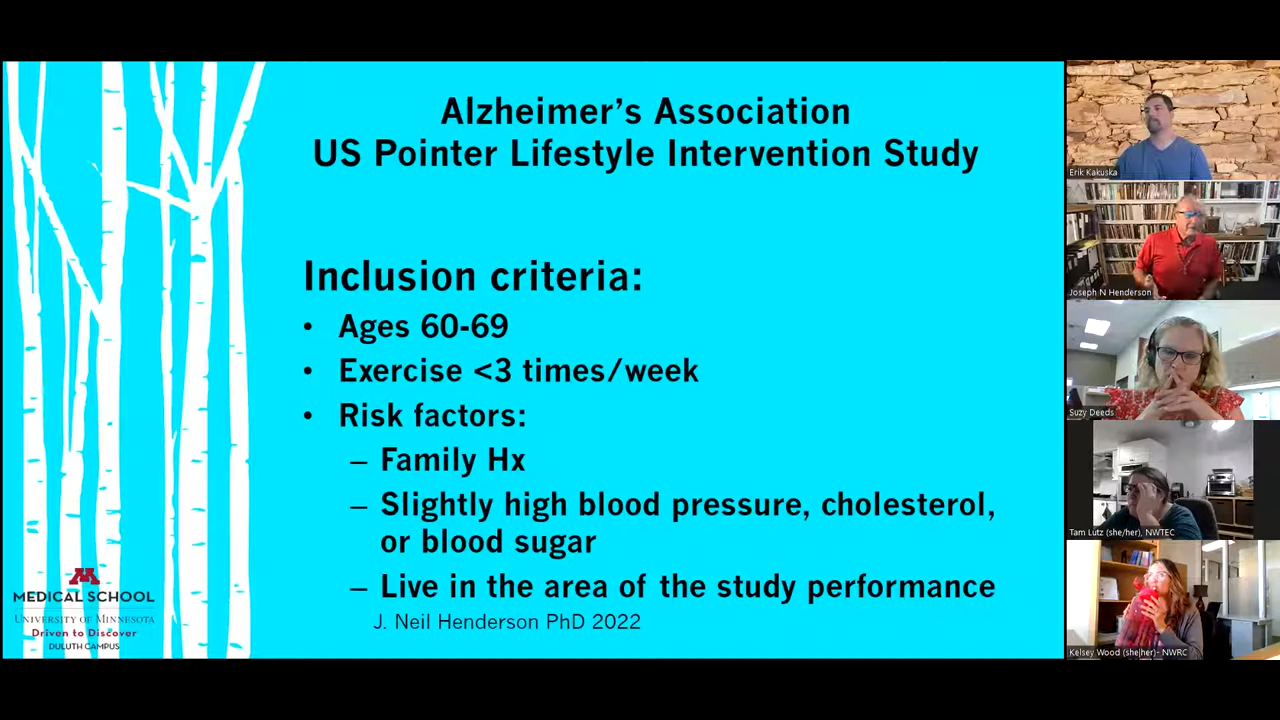 Alzheimer's Association
US Pointer Lifestyle Intervention Study
Inclusion criteria:
• Ages 60-69
• Exercise <3 times/week
• Risk factors:
– Family Hx
– Slightly high blood pressure, cholesterol,
or blood sugar
– Live in the area of the study performance
J. Neil Henderson PhD 2022
M
MEDICAL SCHOOL
UNIVERSITY OF MINNESOTA
Driven to Discover
DULUTH CAMPUS
Erik Kakuska
Joseph N Henderson
Suzy Deeds
Tam Lutz (she/her), NWTEC
Kelsey Wood (she|her)- NWRC